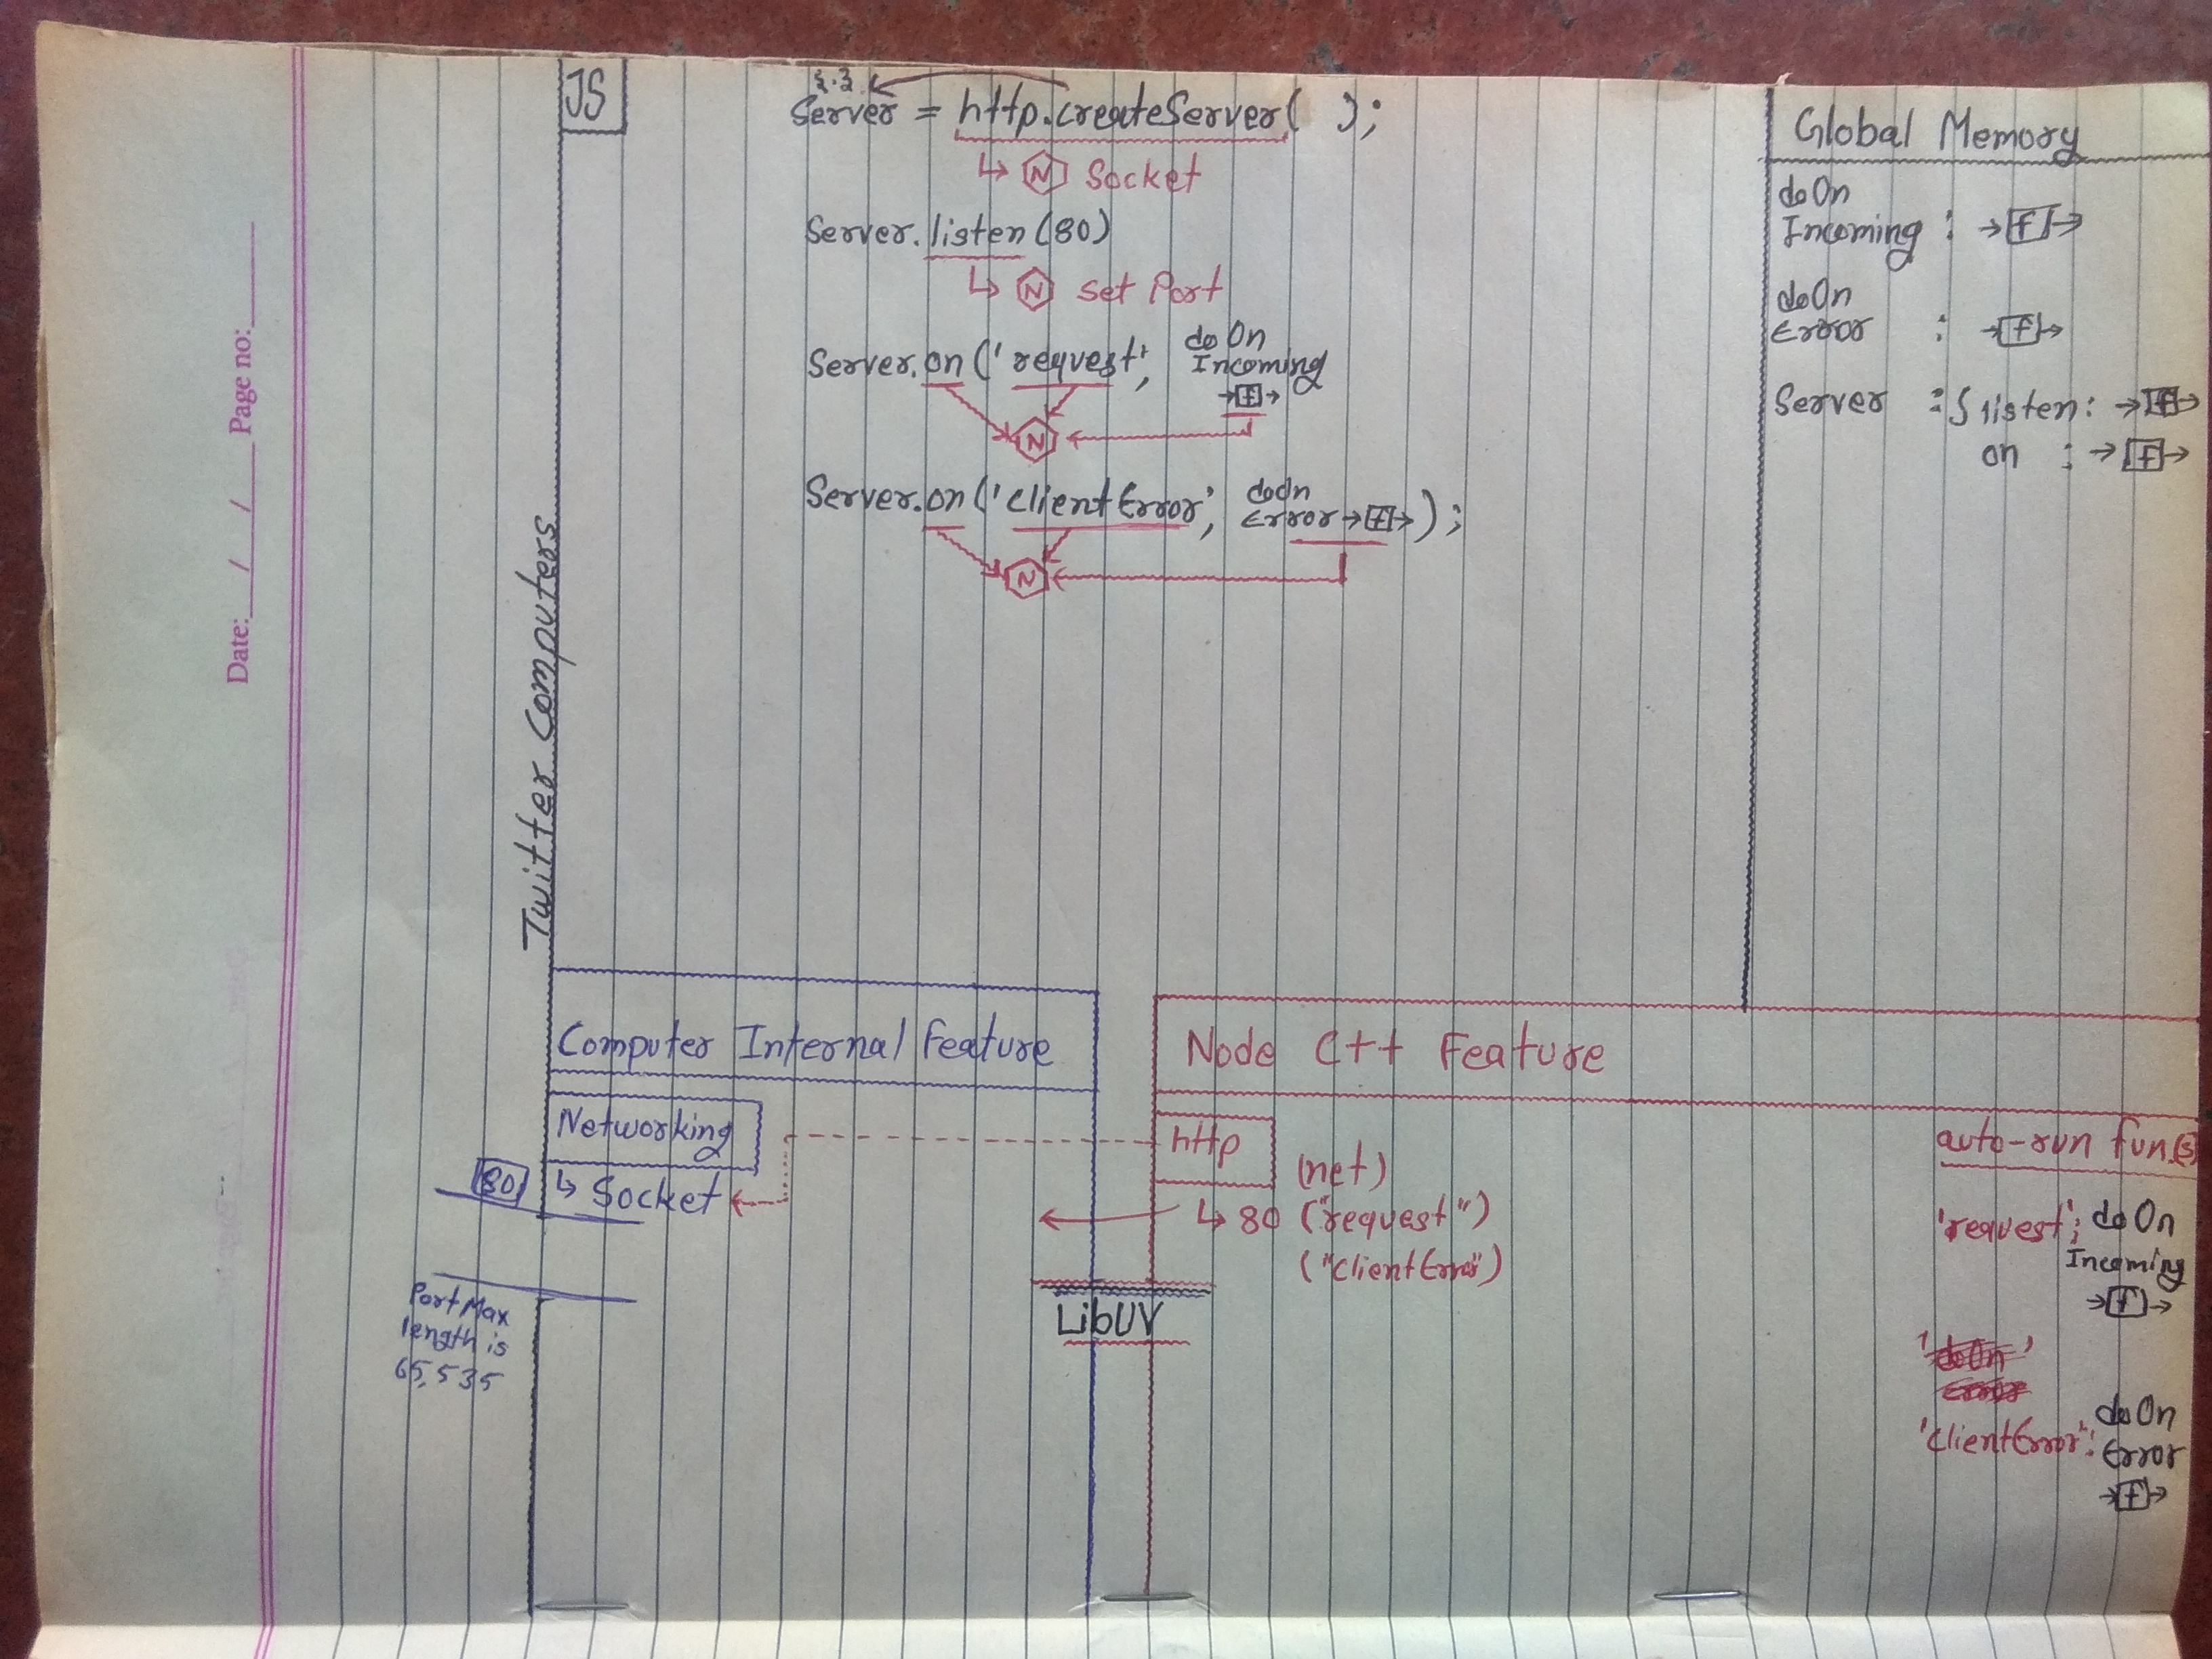 JS
{.}
Server = http.createServer( );
↳ N Socket
Server.listen(80)
↳ N set Port
Server.on('request', doOn
Incoming
→[f]→
N
Server.on('clientError', doOn
Error→[f]→);
N
Global Memory
doOn
Incoming : →[f]→
doOn
Error : →[f]→
Server : { listen: →[f]→
on : →[f]→
Date: / / / Page no:
Twitter Computers
Computer Internal Feature
Networking
80
↳ Socket
Port Max
length is
65,535
Node C++ Feature
http
(net)
↳ 80 ("request")
("clientError")
LibUV
auto-run fun.(s)
'request': doOn
Incoming
→[f]→
'doOn'
Error
'clientError': doOn
Error
→[f]→